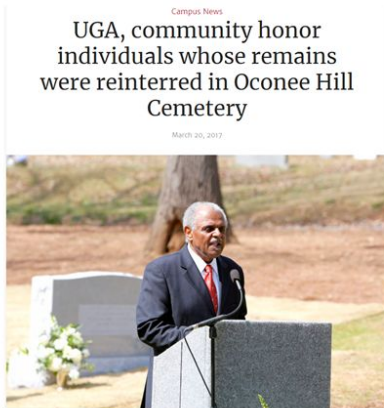 Campus News
UGA, community honor
individuals whose remains
were reinterred in Oconee Hill
Cemetery
March 20, 2017